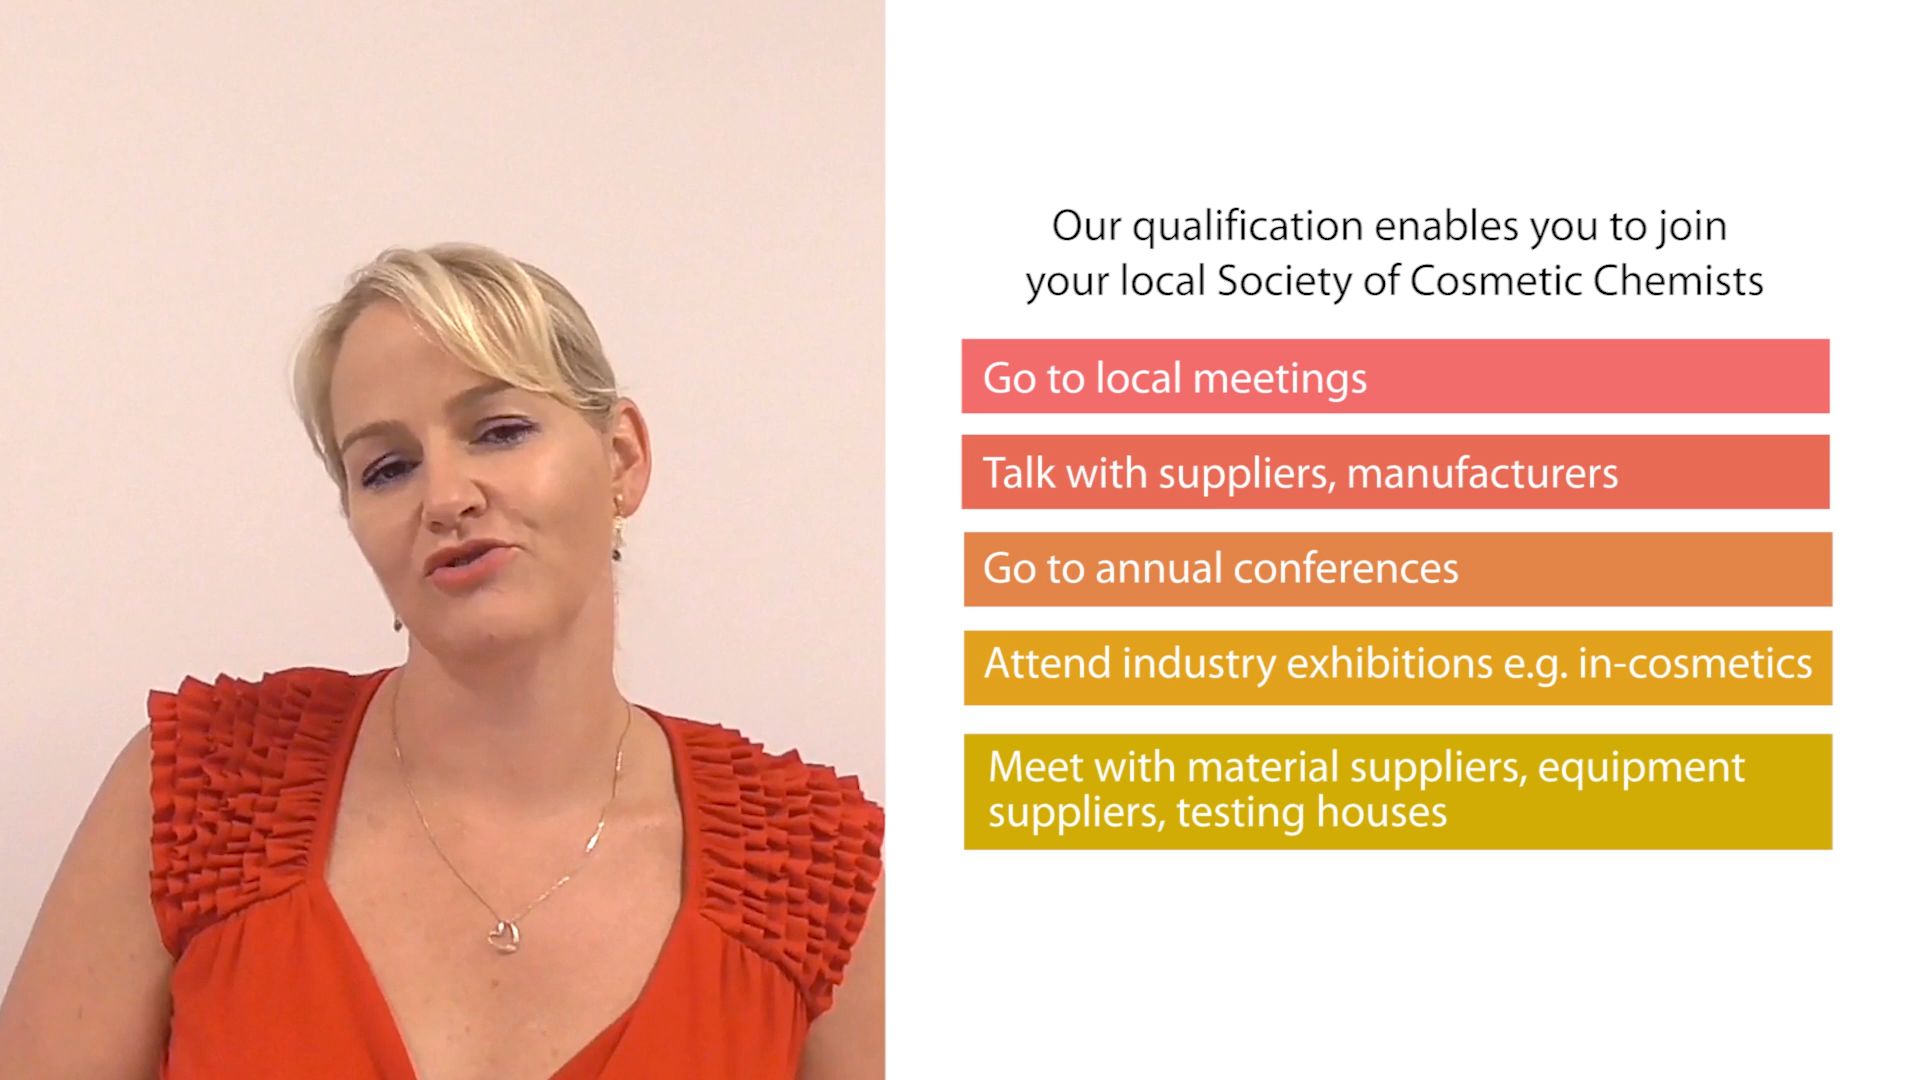 Our qualification enables you to join
your local Society of Cosmetic Chemists
Go to local meetings
Talk with suppliers, manufacturers
Go to annual conferences
Attend industry exhibitions e.g. in-cosmetics
Meet with material suppliers, equipment
suppliers, testing houses